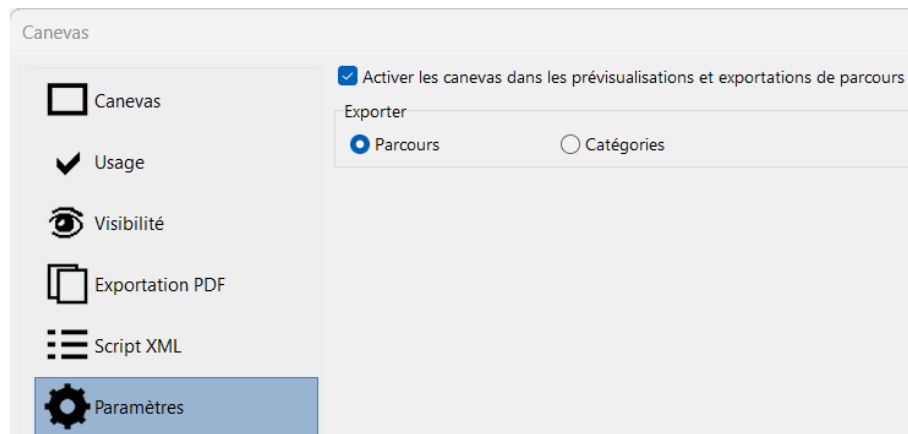 Canevas
Canevas
Usage
Visibilité
Exportation PDF
Script XML
Paramètres
Activer les canevas dans les prévisualisations et exportations de parcours
Exporter
Parcours
Catégories